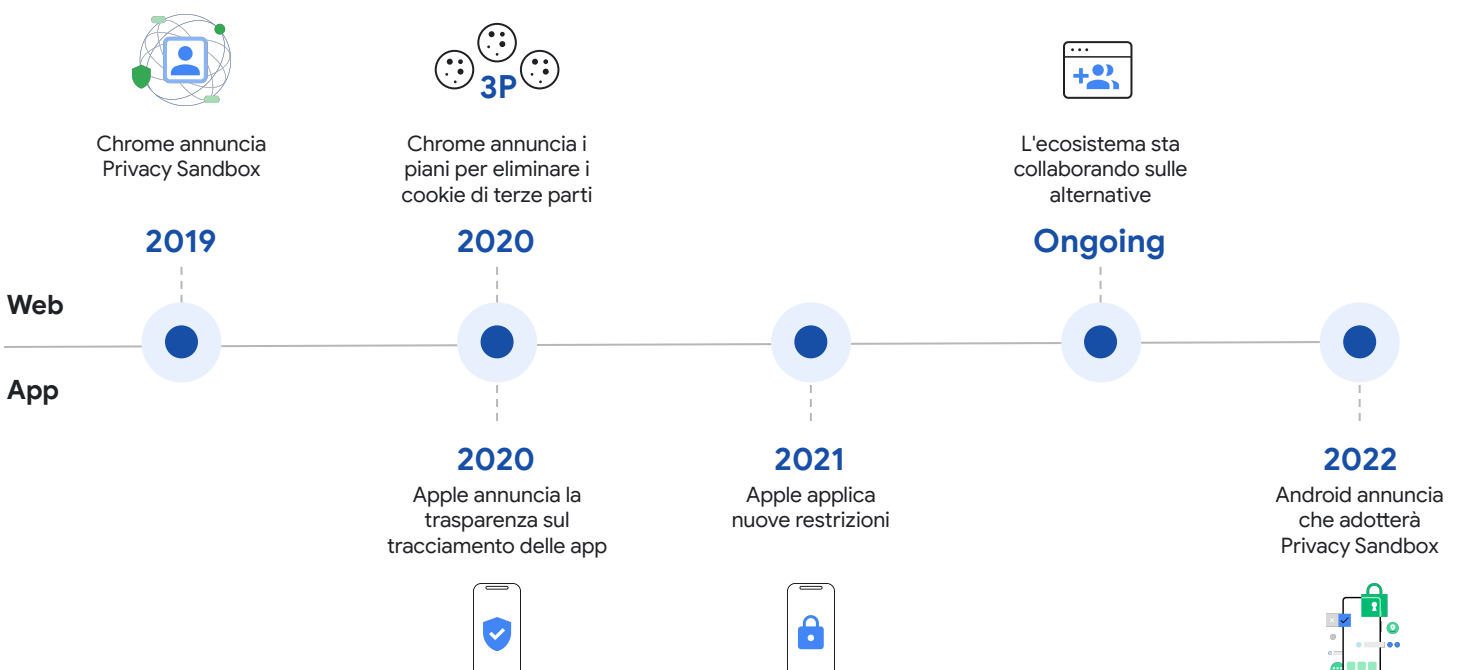 3P
Chrome annuncia
Privacy Sandbox
Chrome annuncia i
piani per eliminare i
cookie di terze parti
L'ecosistema sta
collaborando sulle
alternative
2019
2020
Ongoing
Web
App
2020
2021
2022
Apple annuncia la
trasparenza sul
tracciamento delle app
Apple applica
nuove restrizioni
Android annuncia
che adotterà
Privacy Sandbox